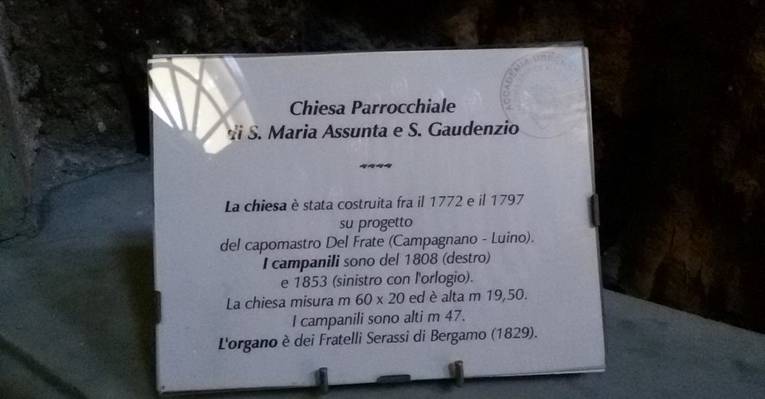 ACCADEMIA
Chiesa Parrocchiale
di S. Maria Assunta e S. Gaudenzio
La chiesa è stata costruita fra il 1772 e il 1797
su progetto
del capomastro Del Frate (Campagnano - Luino).
I campanili sono del 1808 (destro)
e 1853 (sinistro con l'orlogio).
La chiesa misura m 60 x 20 ed è alta m 19,50.
I campanili sono alti m 47.
L'organo è dei Fratelli Serassi di Bergamo (1829).